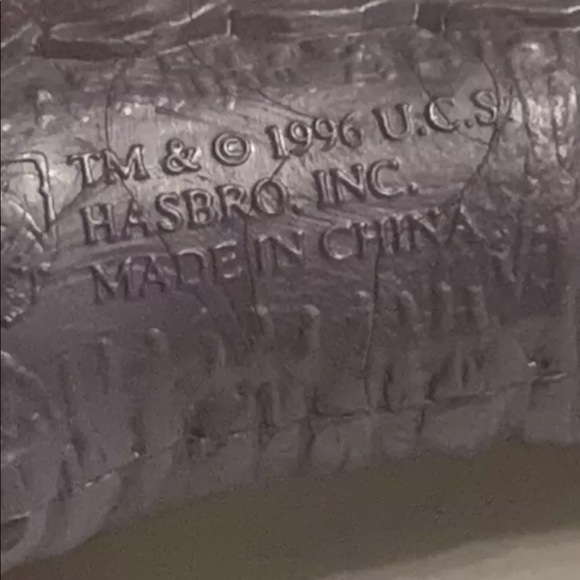 TM & © 1996 U.C.S.
HASBRO, INC.
MADE IN CHINA